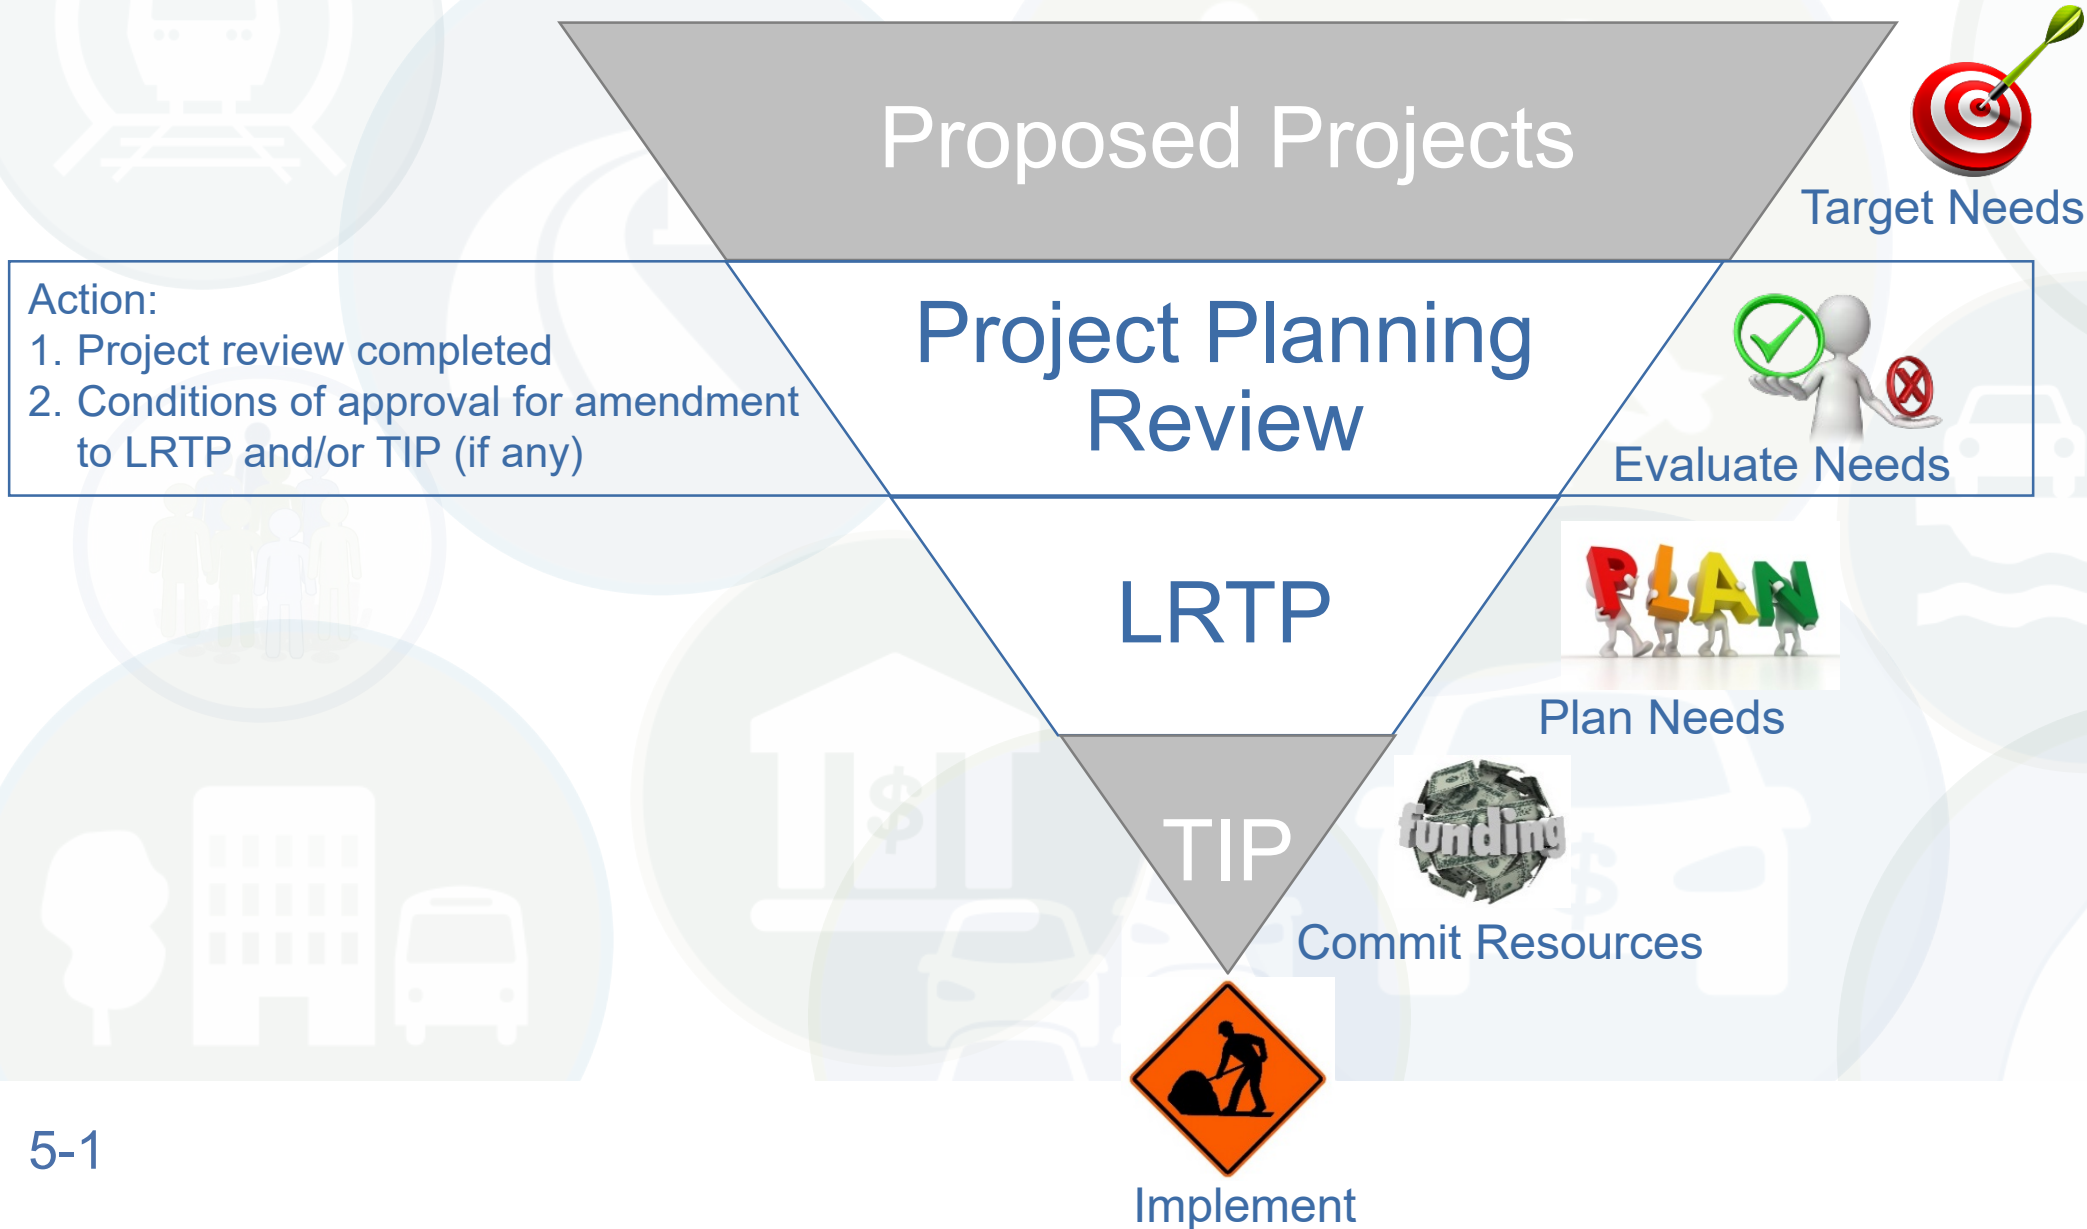 Proposed Projects
Target Needs
Action:
1. Project review completed
2. Conditions of approval for amendment
to LRTP and/or TIP (if any)
Project Planning
Review
X
Evaluate Needs
LRTP
PLAN
Plan Needs
$
TIP
funding
$
Commit Resources
5-1
Implement